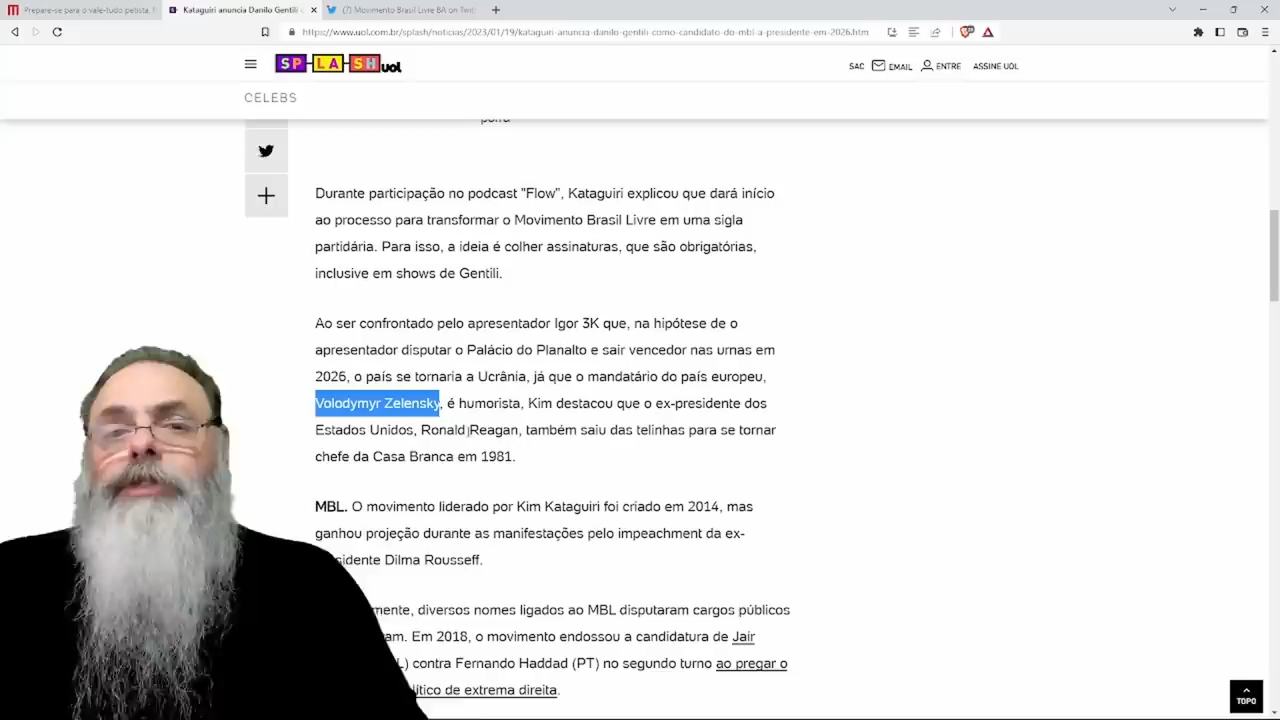 Prepare-se para o vale-tudo petista.
Kataguiri anuncia Danilo Gentili
(7) Movimento Brasil Livre BA on Twit
https://www.uol.com.br/splash/noticias/2023/01/19/kataguiri-anuncia-danilo-gentili-como-candidato-do-mbl-a-presidente-em-2026.htm
SPLASH uol
SAC EMAIL ENTRE ASSINE UOL
CELEBS
porra
Durante participação no podcast "Flow", Kataguiri explicou que dará início
ao processo para transformar o Movimento Brasil Livre em uma sigla
partidária. Para isso, a ideia é colher assinaturas, que são obrigatórias,
inclusive em shows de Gentili.
Ao ser confrontado pelo apresentador Igor 3K que, na hipótese de o
apresentador disputar o Palácio do Planalto e sair vencedor nas urnas em
2026, o país se tornaria a Ucrânia, já que o mandatário do país europeu,
Volodymyr Zelensky, é humorista, Kim destacou que o ex-presidente dos
Estados Unidos, Ronald Reagan, também saiu das telinhas para se tornar
chefe da Casa Branca em 1981.
MBL. O movimento liderado por Kim Kataguiri foi criado em 2014, mas
ganhou projeção durante as manifestações pelo impeachment da ex-
sidente Dilma Rousseff.
mente, diversos nomes ligados ao MBL disputaram cargos públicos
am. Em 2018, o movimento endossou a candidatura de Jair
L) contra Fernando Haddad (PT) no segundo turno ao pregar o
lítico de extrema direita.
TOPO